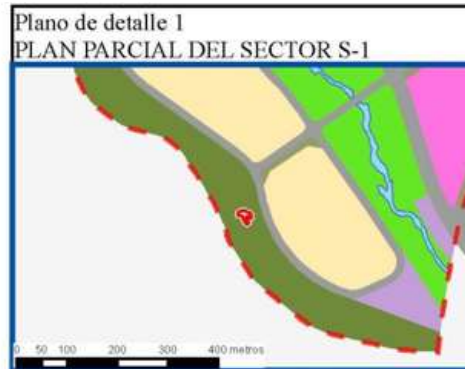 Plano de detalle 1
PLAN PARCIAL DEL SECTOR S-1
0 50 100 200 300 400 metros